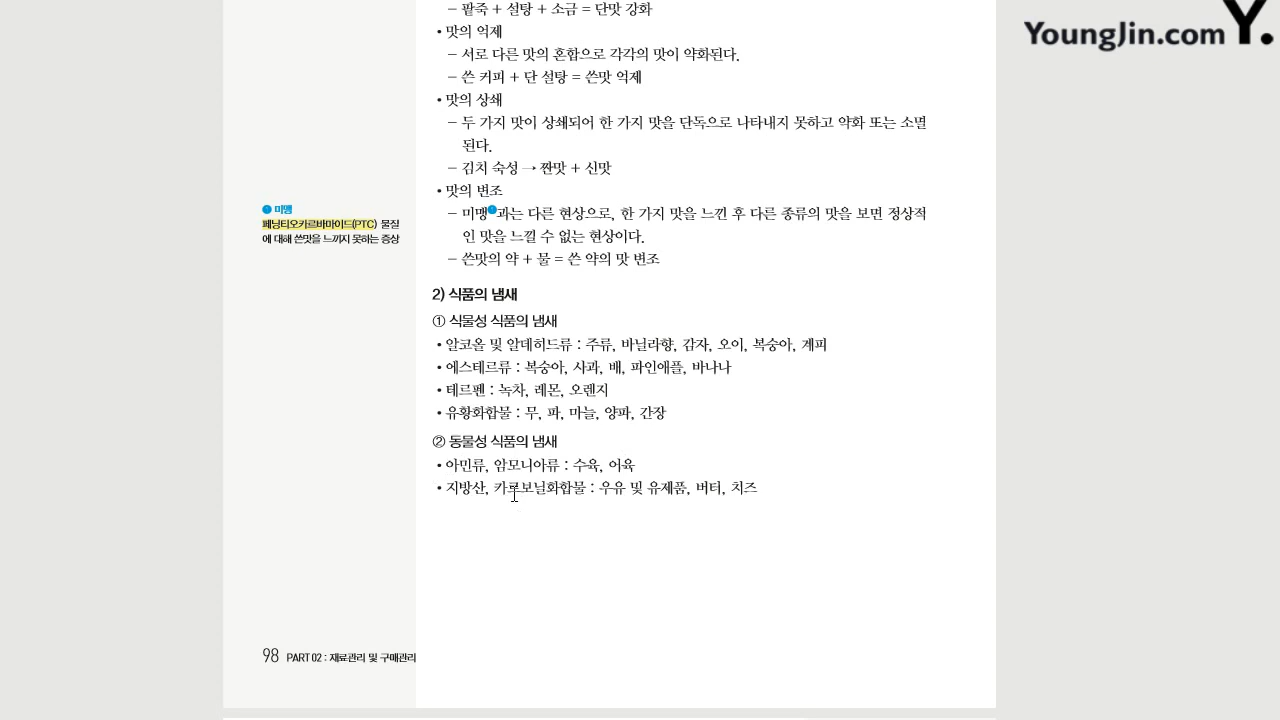 YoungJin.com Y.
– 팥죽 + 설탕 + 소금 = 단맛 강화
• 맛의 억제
– 서로 다른 맛의 혼합으로 각각의 맛이 약화된다.
– 쓴 커피 + 단 설탕 = 쓴맛 억제
• 맛의 상쇄
– 두 가지 맛이 상쇄되어 한 가지 맛을 단독으로 나타내지 못하고 약화 또는 소멸
된다.
– 김치 숙성 → 짠맛 + 신맛
• 맛의 변조
– 미맹❶과는 다른 현상으로, 한 가지 맛을 느낀 후 다른 종류의 맛을 보면 정상적
인 맛을 느낄 수 없는 현상이다.
– 쓴맛의 약 + 물 = 쓴 약의 맛 변조
❶ 미맹
페닝티오카르바마이드(PTC) 물질
에 대해 쓴맛을 느끼지 못하는 증상
2) 식품의 냄새
① 식물성 식품의 냄새
• 알코올 및 알데히드류 : 주류, 바닐라향, 감자, 오이, 복숭아, 계피
• 에스테르류 : 복숭아, 사과, 배, 파인애플, 바나나
• 테르펜 : 녹차, 레몬, 오렌지
• 유황화합물 : 무, 파, 마늘, 양파, 간장
② 동물성 식품의 냄새
• 아민류, 암모니아류 : 수육, 어육
• 지방산, 카르보닐화합물 : 우유 및 유제품, 버터, 치즈
98 PART 02 : 재료관리 및 구매관리